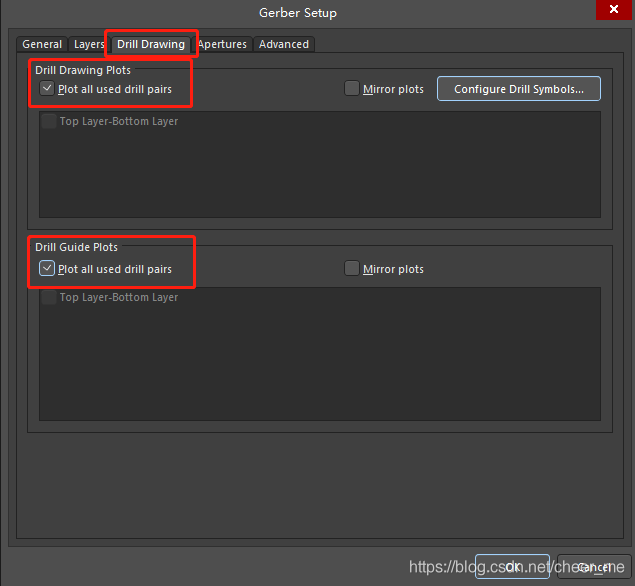 Gerber Setup
General Layers Drill Drawing Apertures Advanced
Drill Drawing Plots
Plot all used drill pairs Mirror plots Configure Drill Symbols...
Top Layer-Bottom Layer
Drill Guide Plots
Plot all used drill pairs Mirror plots
Top Layer-Bottom Layer
OK Cancel
https://blog.csdn.net/cheer_me